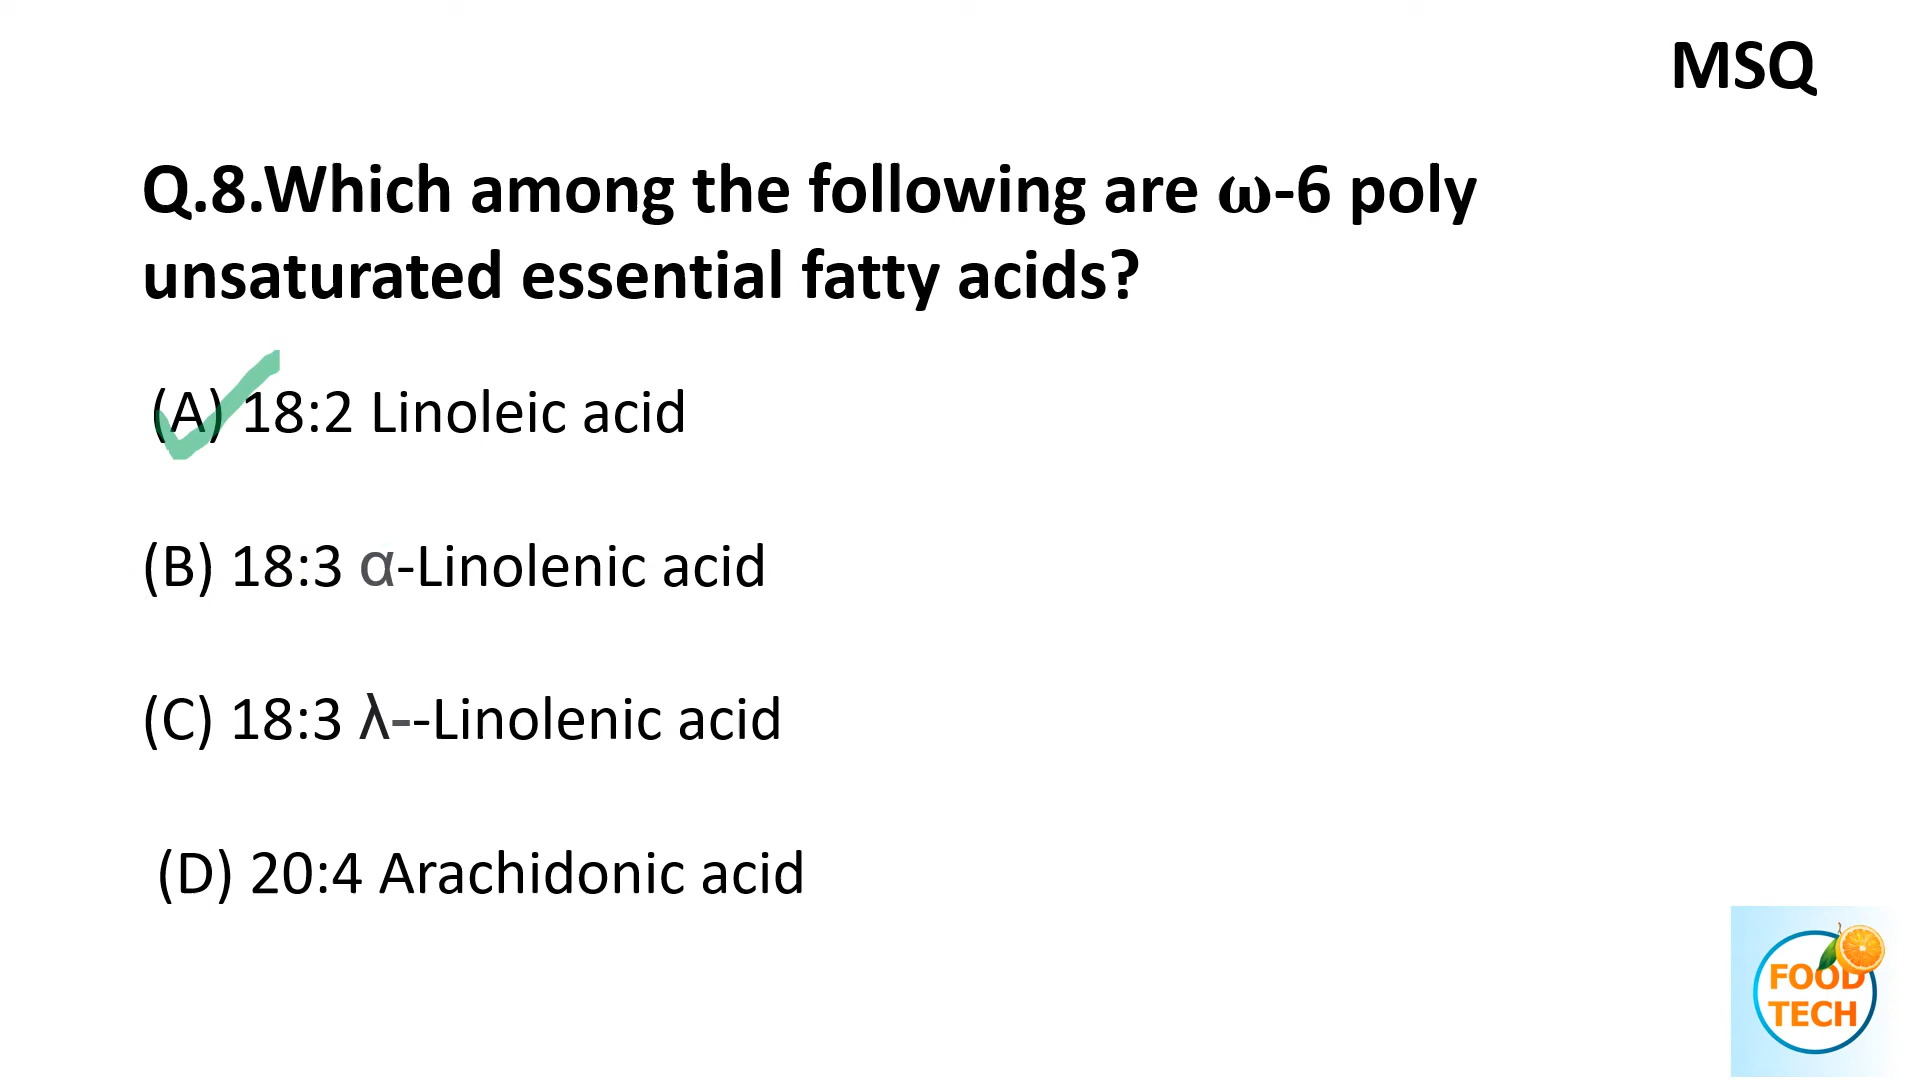 MSQ
Q.8.Which among the following are ω-6 poly
unsaturated essential fatty acids?
(A) 18:2 Linoleic acid
(B) 18:3 α-Linolenic acid
(C) 18:3 λ--Linolenic acid
(D) 20:4 Arachidonic acid
FOOD
TECH